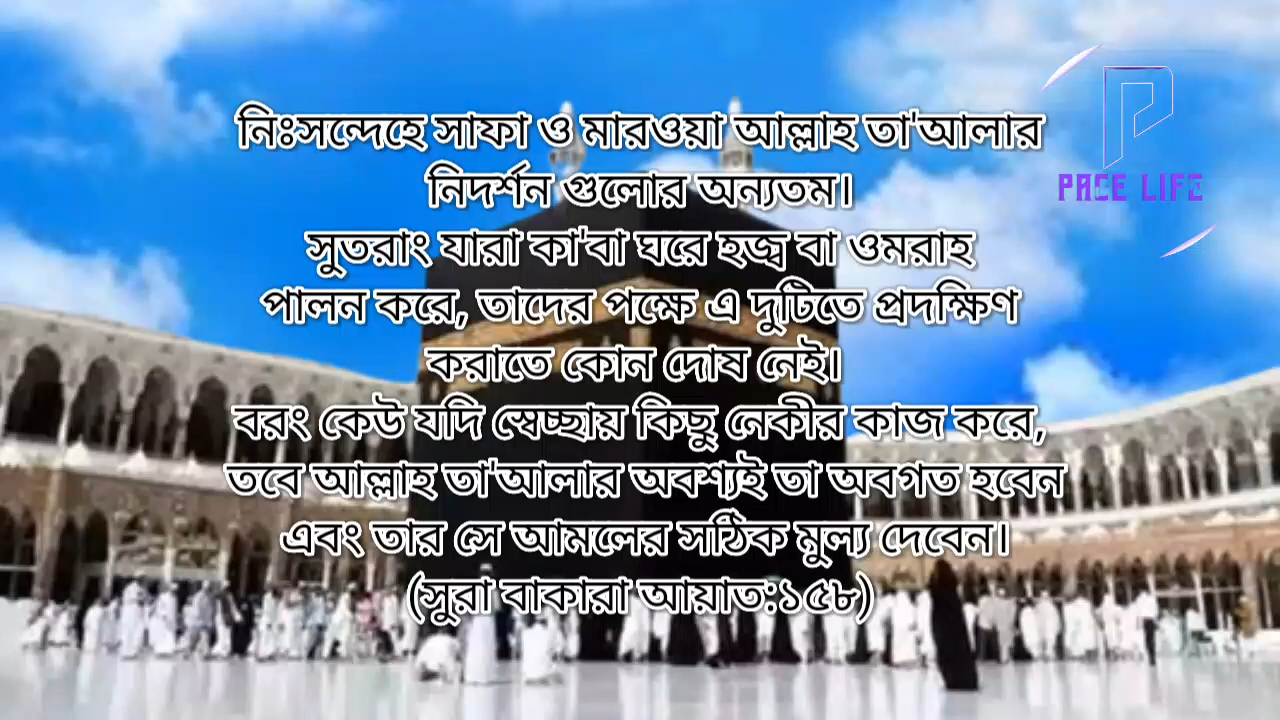 নিঃসন্দেহে সাফা ও মারওয়া আল্লাহ তা'আলার
নিদর্শন গুলোর অন্যতম।
সুতরাং যারা কা'বা ঘরে হজ্ব বা ওমরাহ
পালন করে, তাদের পক্ষে এ দুটিতে প্রদক্ষিণ
করাতে কোন দোষ নেই।
বরং কেউ যদি স্বেচ্ছায় কিছু নেকীর কাজ করে,
তবে আল্লাহ তা'আলার অবশ্যই তা অবগত হবেন
এবং তার সে আমলের সঠিক মুল্য দেবেন।
(সুরা বাকারা আয়াত:১৫৮)
P
PACE LIFE